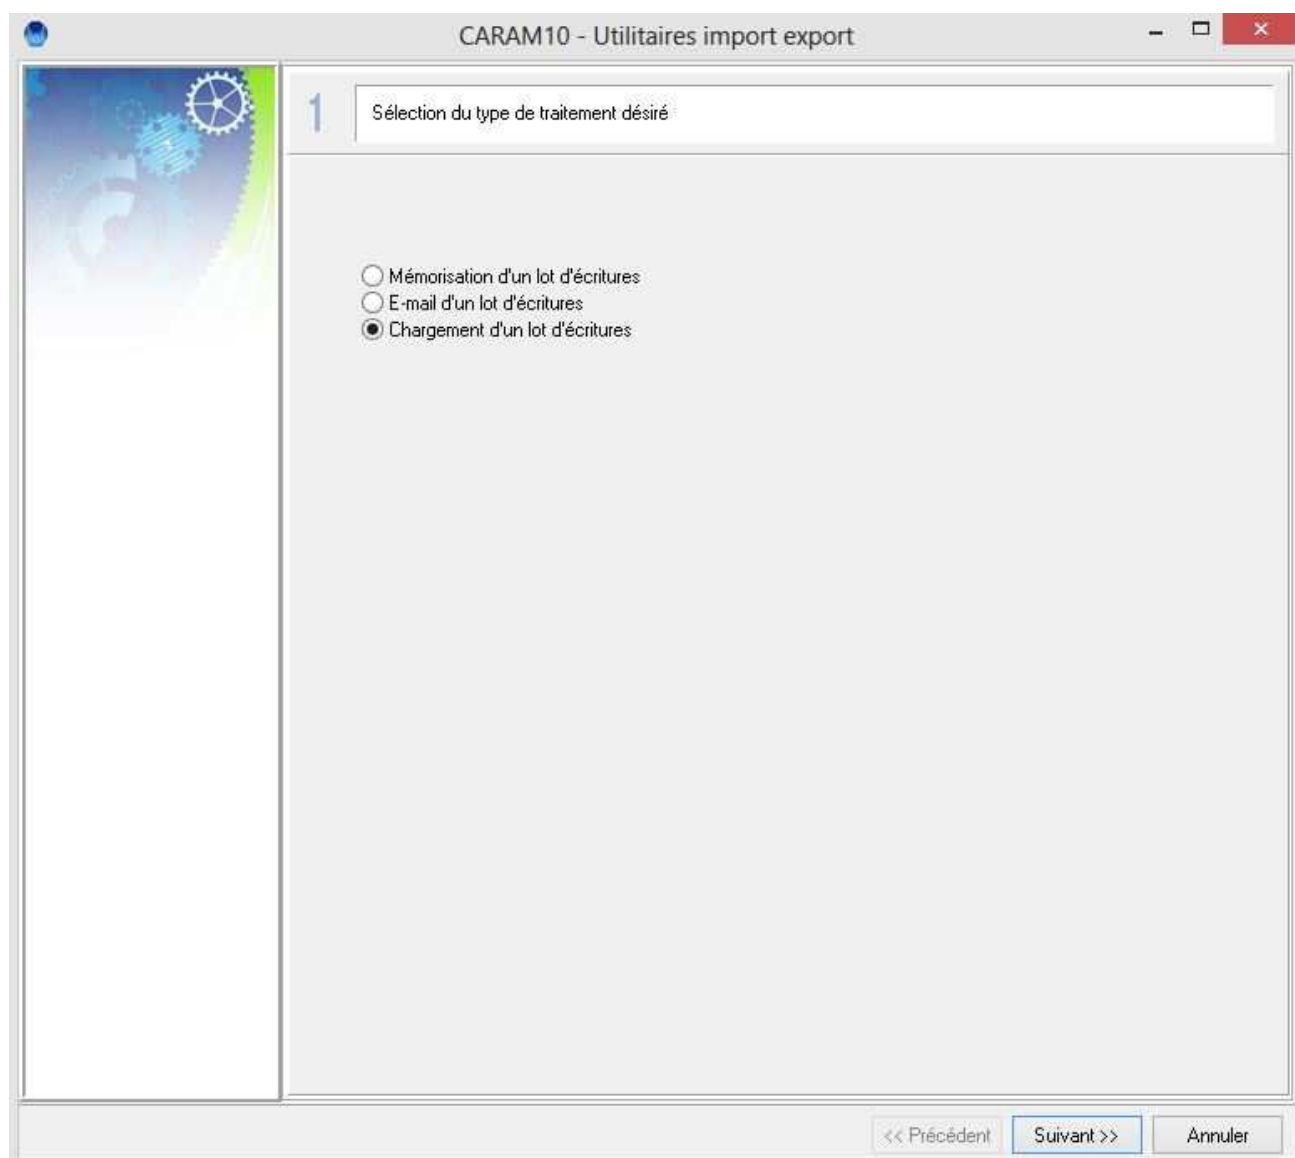 CARAM10 - Utilitaires import export
1
Sélection du type de traitement désiré
Mémorisation d'un lot d'écritures
E-mail d'un lot d'écritures
Chargement d'un lot d'écritures
<< Précédent Suivant >> Annuler